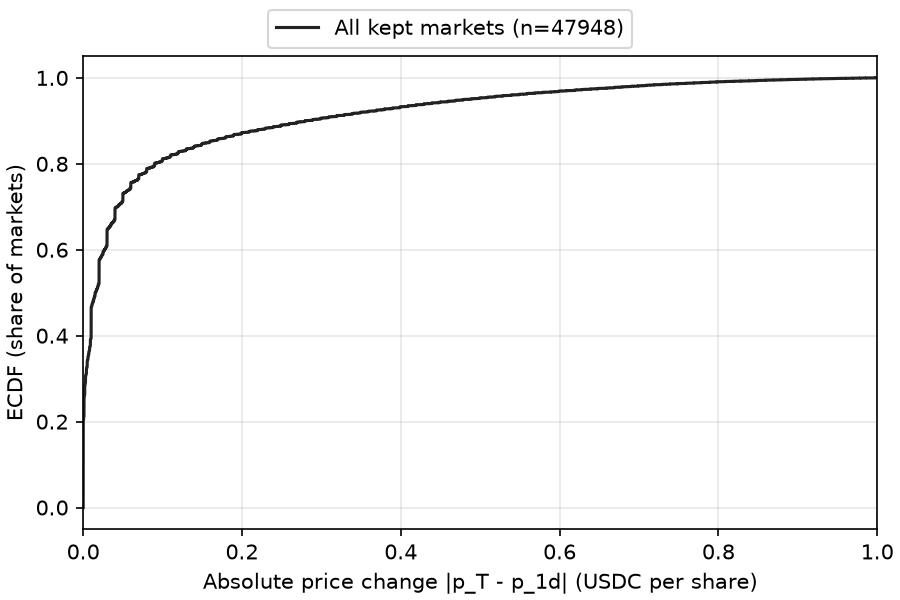 All kept markets (n=47948)
1.0
0.8
0.6
0.4
0.2
0.0
ECDF (share of markets)
0.0 0.2 0.4 0.6 0.8 1.0
Absolute price change |p_T - p_1d| (USDC per share)